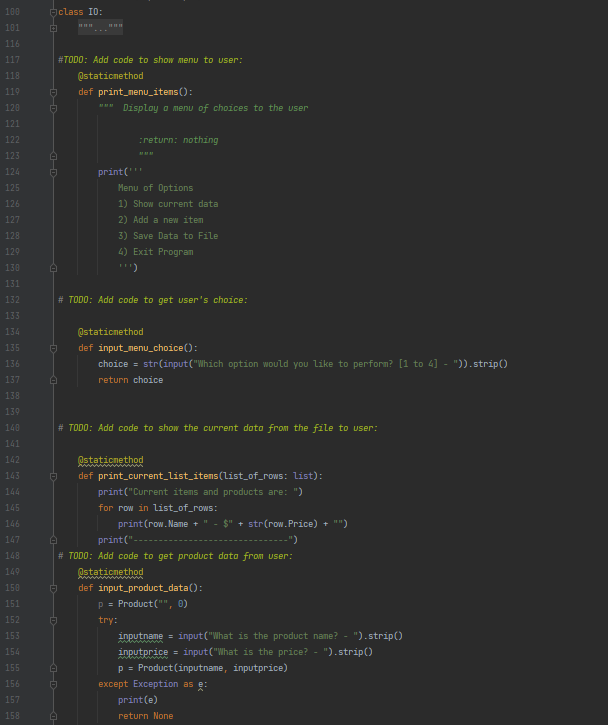 100 class IO:
101     """..."""
116
117 #TODO: Add code to show menu to user:
118     @staticmethod
119     def print_menu_items():
120         """  Display a menu of choices to the user
121
122                 :return: nothing
123                 """
124         print('''
125             Menu of Options
126             1) Show current data
127             2) Add a new item
128             3) Save Data to File
129             4) Exit Program
130             ''')
131
132 # TODO: Add code to get user's choice:
133
134     @staticmethod
135     def input_menu_choice():
136         choice = str(input("Which option would you like to perform? [1 to 4] - ")).strip()
137         return choice
138
139
140 # TODO: Add code to show the current data from the file to user:
141
142     @staticmethod
143     def print_current_list_items(list_of_rows: list):
144         print("Current items and products are: ")
145         for row in list_of_rows:
146             print(row.Name + " - $" + str(row.Price) + "")
147         print("-------------------------------")
148 # TODO: Add code to get product data from user:
149     @staticmethod
150     def input_product_data():
151         p = Product("", 0)
152         try:
153             inputname = input("What is the product name? - ").strip()
154             inputprice = input("What is the price? - ").strip()
155             p = Product(inputname, inputprice)
156         except Exception as e:
157             print(e)
158             return None